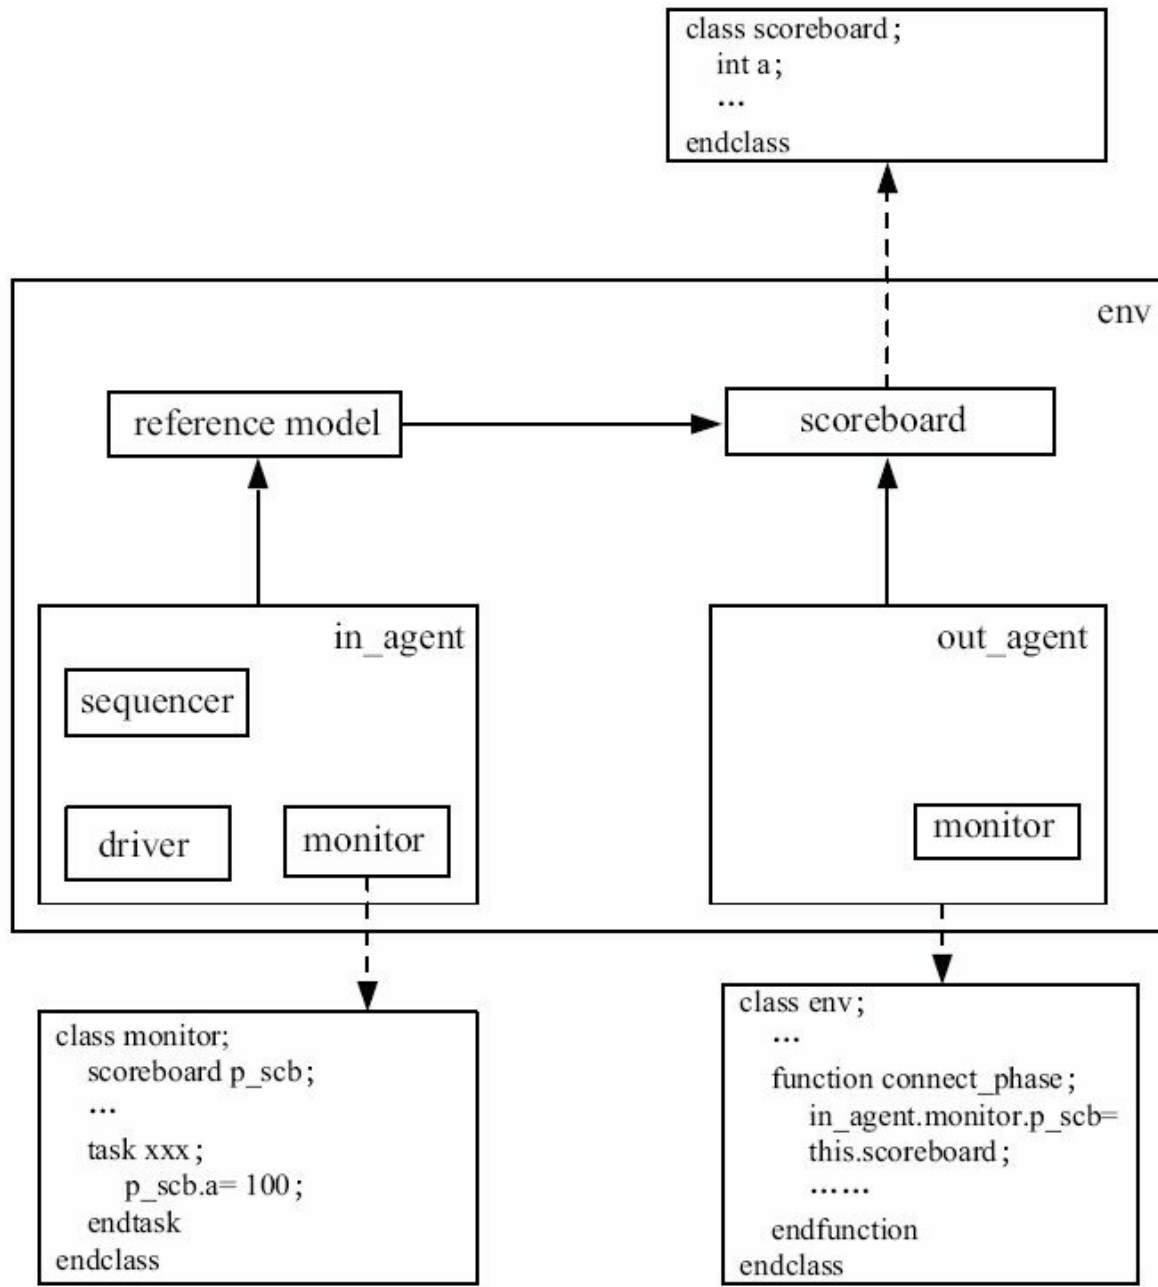 class scoreboard;
int a;
...
endclass
env
reference model
scoreboard
in_agent
out_agent
sequencer
driver
monitor
monitor
class monitor;
scoreboard p_scb;
...
task xxx;
p_scb.a= 100;
endtask
endclass
class env;
...
function connect_phase;
in_agent.monitor.p_scb=
this.scoreboard;
......
endfunction
endclass